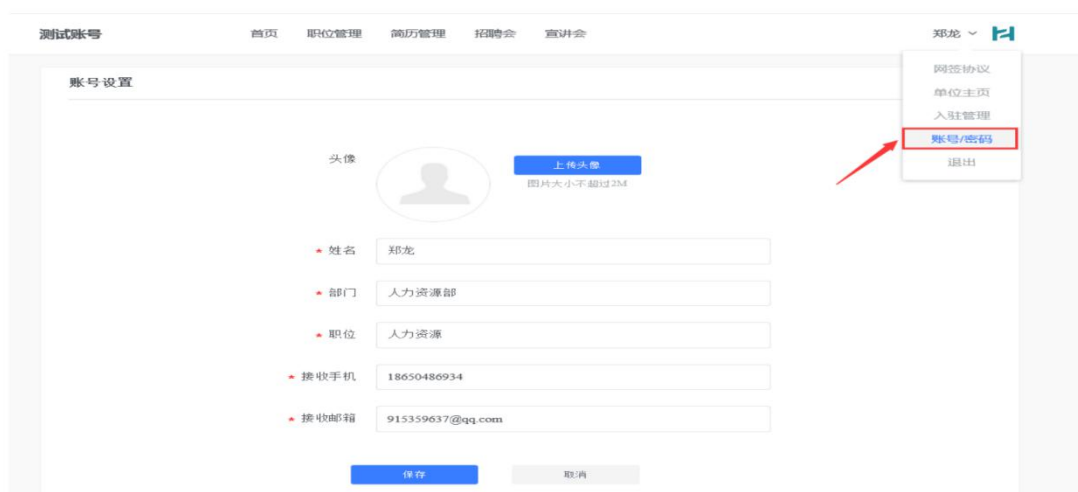 测试账号 首页 职位管理 简历管理 招聘会 宣讲会 郑龙
账号设置
网签协议
单位主页
入驻管理
账号/密码
退出
头像
上传头像
图片大小不超过2M
* 姓名 郑龙
* 部门 人力资源部
* 职位 人力资源
* 接收手机 18650486934
* 接收邮箱 915359637@qq.com
保存 取消